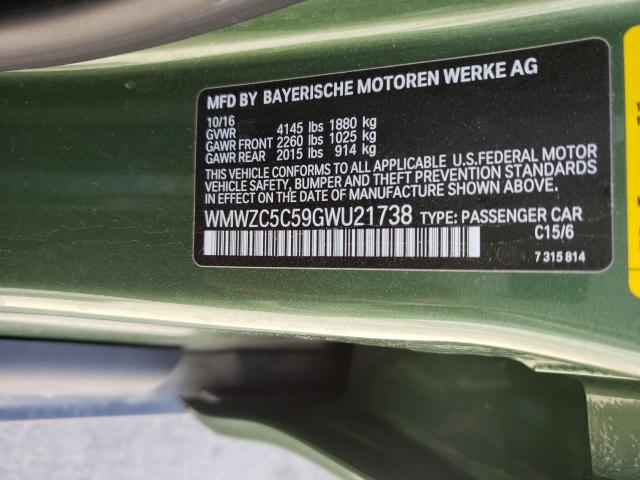 MFD BY BAYERISCHE MOTOREN WERKE AG
10/16
GVWR 4145 lbs 1880 kg
GAWR FRONT 2260 lbs 1025 kg
GAWR REAR 2015 lbs 914 kg
THIS VEHICLE CONFORMS TO ALL APPLICABLE U.S.FEDERAL MOTOR
VEHICLE SAFETY, BUMPER AND THEFT PREVENTION STANDARDS
IN EFFECT ON THE DATE OF MANUFACTURE SHOWN ABOVE.
WMWZC5C59GWU21738 TYPE: PASSENGER CAR
C15/6
7 315 814